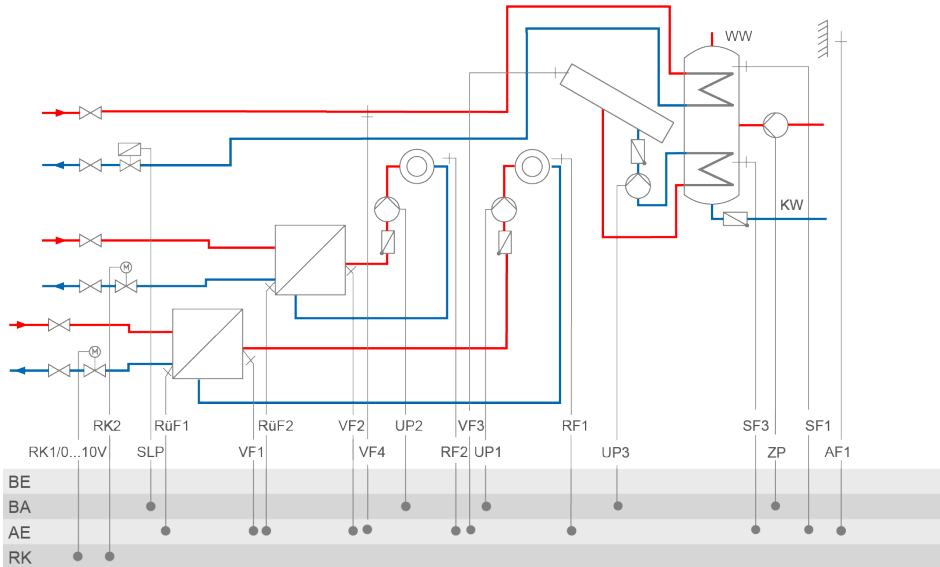 WW
KW
M
M
RK2 RüF1 RüF2 VF2 UP2 VF3 RF1 SF3 SF1
RK1/0...10V SLP VF1 VF4 RF2 UP1 UP3 ZP AF1
BE
BA
AE
RK